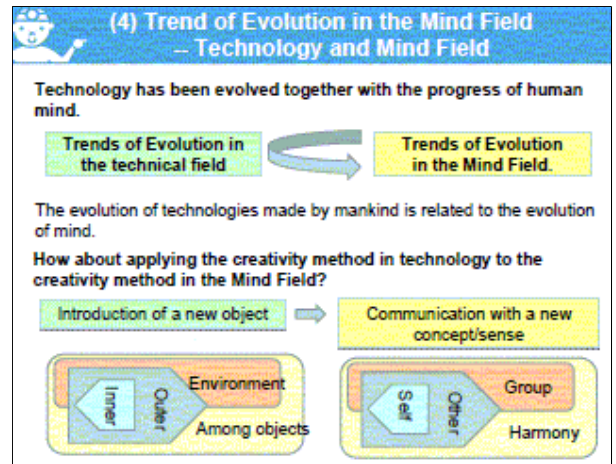 (4) Trend of Evolution in the Mind Field
– Technology and Mind Field
Technology has been evolved together with the progress of human
mind.
Trends of Evolution in
the technical field
Trends of Evolution
in the Mind Field.
The evolution of technologies made by mankind is related to the evolution
of mind.
How about applying the creativity method in technology to the
creativity method in the Mind Field?
Introduction of a new object
Communication with a new
concept/sense
Inner
Outer
Environment
Among objects
Self
Other
Group
Harmony